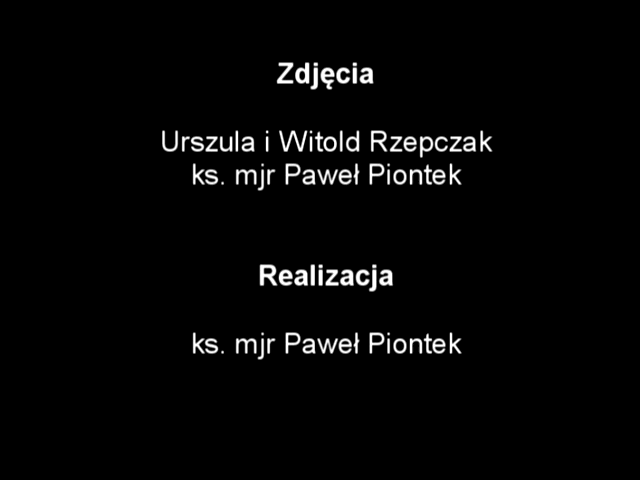 Zdjęcia
Urszula i Witold Rzepczak
ks. mjr Paweł Piontek
Realizacja
ks. mjr Paweł Piontek